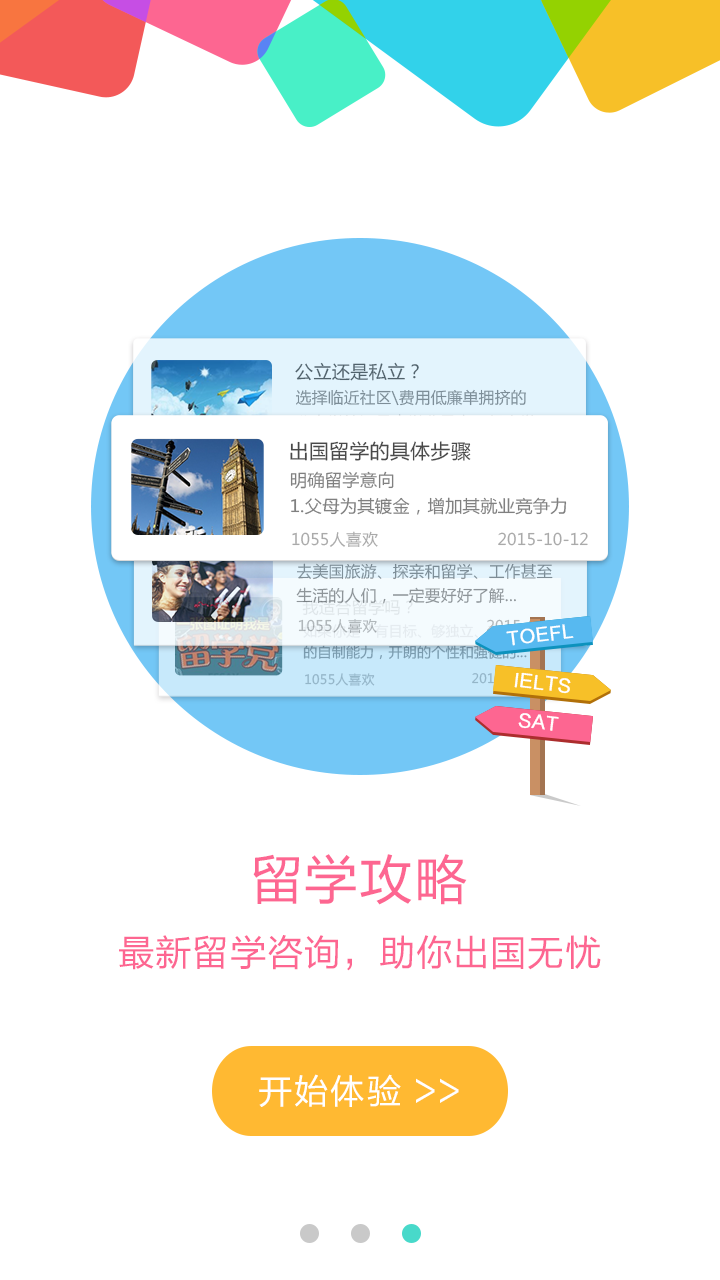 公立还是私立？
选择临近社区\费用低廉单拥挤的
出国留学的具体步骤
明确留学意向
1.父母为其镀金，增加其就业竞争力
1055人喜欢 2015-10-12
去美国旅游、探亲和留学、工作甚至
生活的人们，一定要好好了解...
我适合留学吗？
1055人喜欢 2015
有目标、够独立
留学党
的自制能力，开朗的个性和强健的...
1055人喜欢
TOEFL
IELTS
SAT
留学攻略
最新留学咨询，助你出国无忧
开始体验 >>